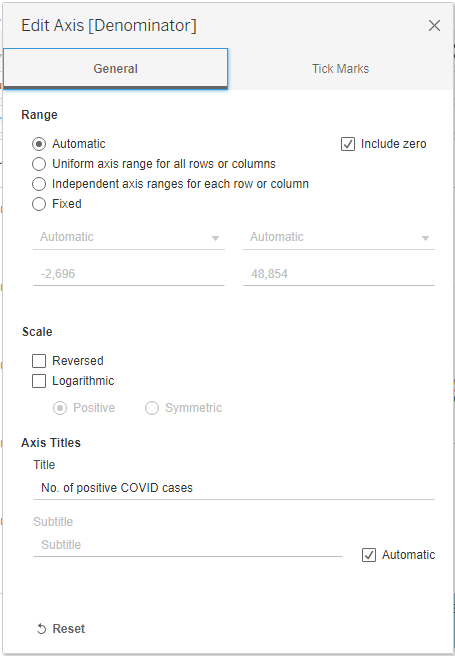 Edit Axis [Denominator]
General
Tick Marks
Range
Automatic
Include zero
Uniform axis range for all rows or columns
Independent axis ranges for each row or column
Fixed
Automatic
Automatic
-2,696
48,854
Scale
Reversed
Logarithmic
Positive
Symmetric
Axis Titles
Title
No. of positive COVID cases
Subtitle
Subtitle
Automatic
Reset